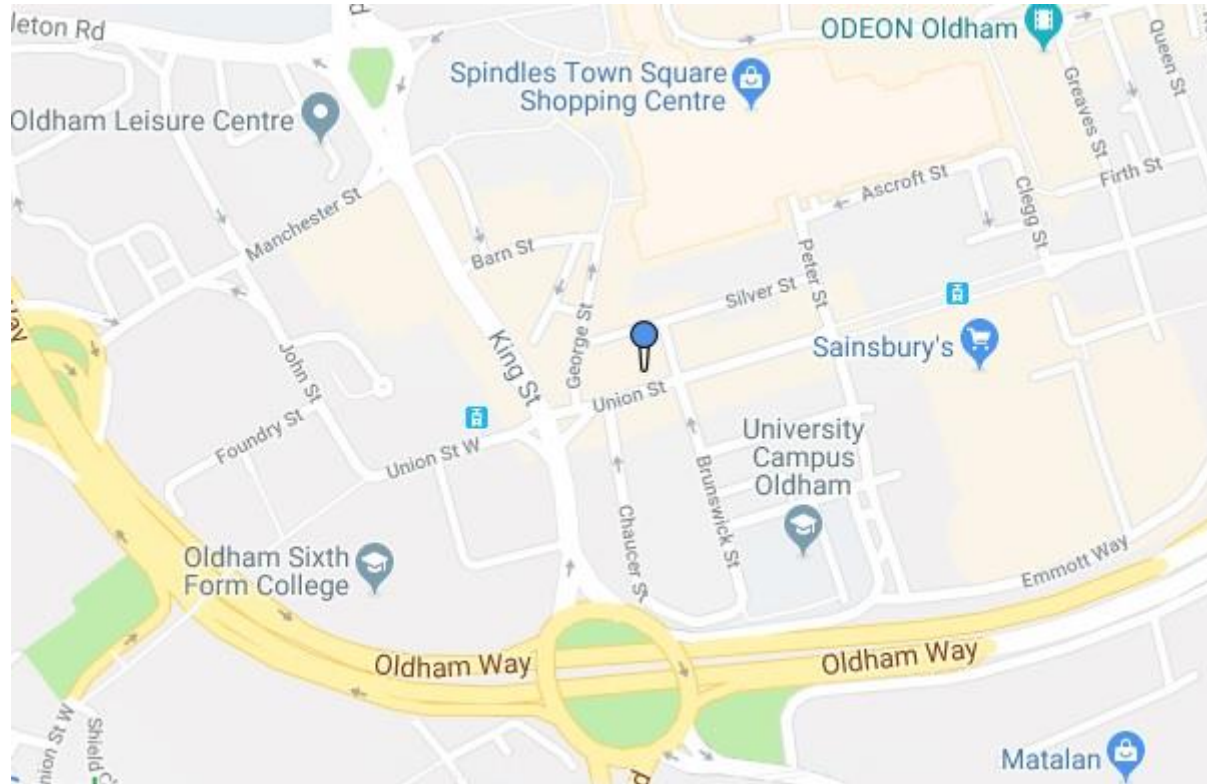 leton Rd
ODEON Oldham
Queen St
Spindles Town Square
Shopping Centre
Greaves St
Oldham Leisure Centre
Firth St
Ascroft St
Clegg St
Manchester St
Barn St
Peter St
Silver St
George St
King St
Sainsbury's
John St
Union St
Foundry St
Union St W
University
Campus
Oldham
Brunswick St
Chaucer S
Oldham Sixth
Form College
Emmott Way
Oldham Way
Oldham Way
nion St W
Shield
Matalan